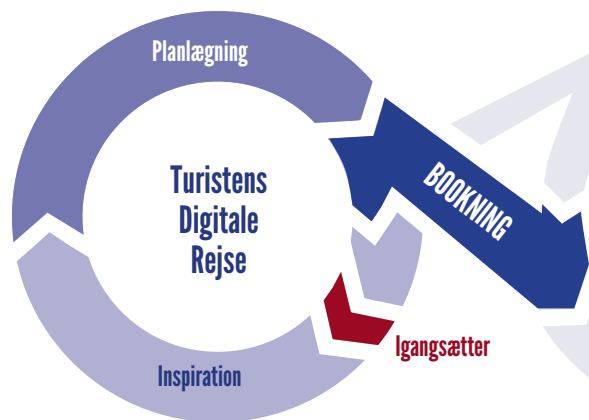 Planlægning
Turistens
Digitale
Rejse
BOOKNING
Igangsætter
Inspiration